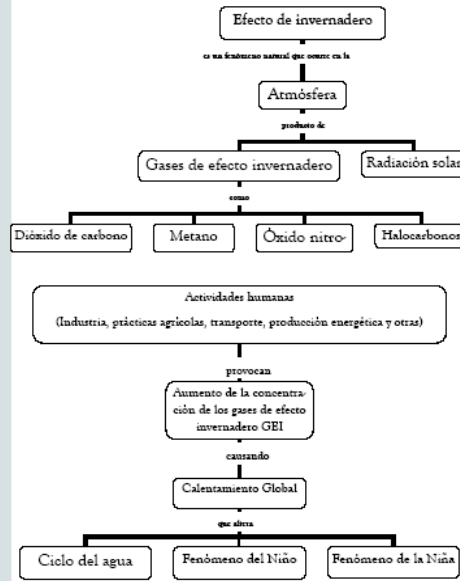 Efecto de invernadero
es un fenómeno natural que ocurre en la
Atmósfera
producto de
Gases de efecto invernadero
Radiación solar
como
Dióxido de carbono
Metano
Óxido nitro-
Halocarbonos
Actividades humanas
(Industria, prácticas agrícolas, transporte, producción energética y otras)
provocan
Aumento de la concentra-
ción de los gases de efecto
invernadero GEI
causando
Calentamiento Global
que altera
Ciclo del agua
Fenómeno del Niño
Fenómeno de la Niña